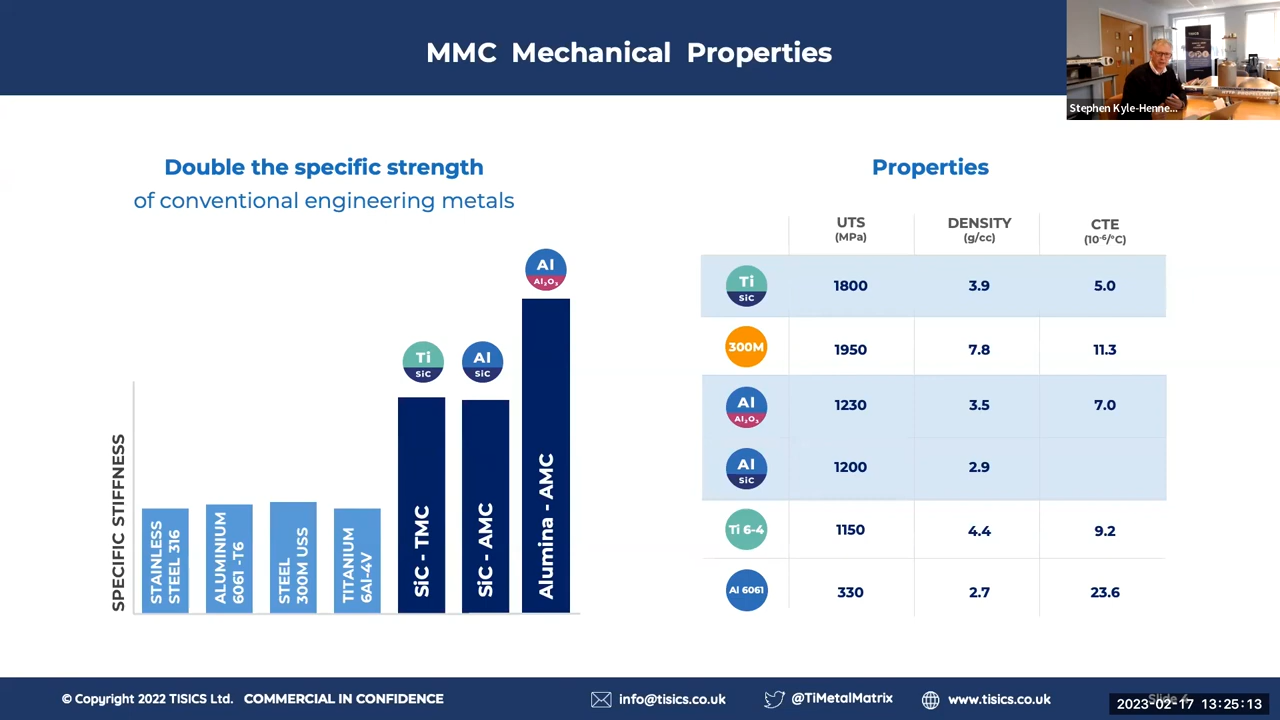 MMC Mechanical Properties
Stephen Kyle-Henne...
Double the specific strength
of conventional engineering metals
SPECIFIC STIFFNESS
STAINLESS
STEEL 316
ALUMINIUM
6061 -T6
STEEL
300M USS
TITANIUM
6Al-4V
Ti
SiC
SiC - TMC
Al
SiC
SiC - AMC
Al
Al₂O₃
Alumina - AMC
Properties
UTS DENSITY CTE
(MPa) (g/cc) (10⁻⁶/°C)
Ti
SiC
1800 3.9 5.0
300M 1950 7.8 11.3
Al
Al₂O₃
1230 3.5 7.0
Al
SiC
1200 2.9
Ti 6-4 1150 4.4 9.2
Al 6061 330 2.7 23.6
© Copyright 2022 TISICS Ltd. COMMERCIAL IN CONFIDENCE info@tisics.co.uk @TiMetalMatrix www.tisics.co.uk
2023-02-17 13:25:13